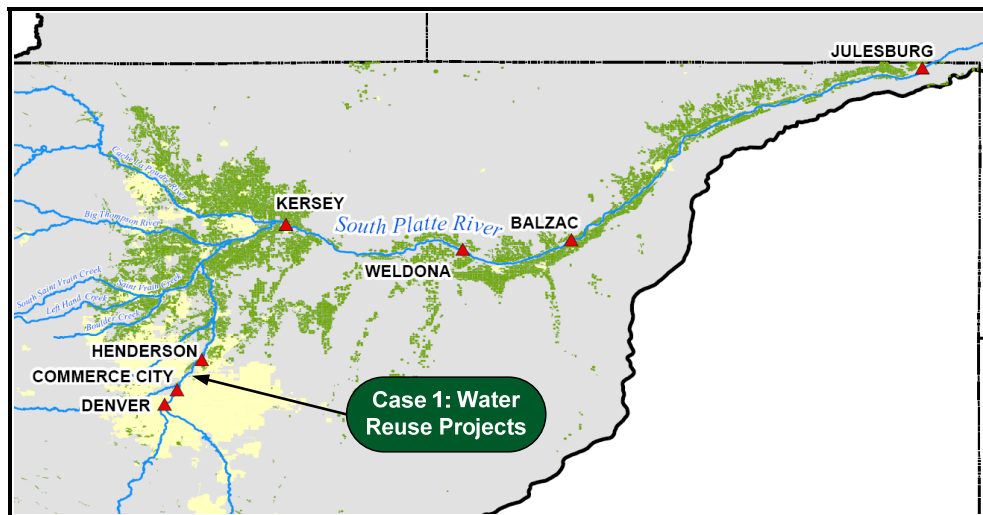 JULESBURG
Cache la Poudre River
KERSEY
Big Thompson River
South Platte River
BALZAC
WELDONA
South Saint Vrain Creek
Saint Vrain Creek
Left Hand Creek
Boulder Creek
HENDERSON
COMMERCE CITY
DENVER
Case 1: Water
Reuse Projects